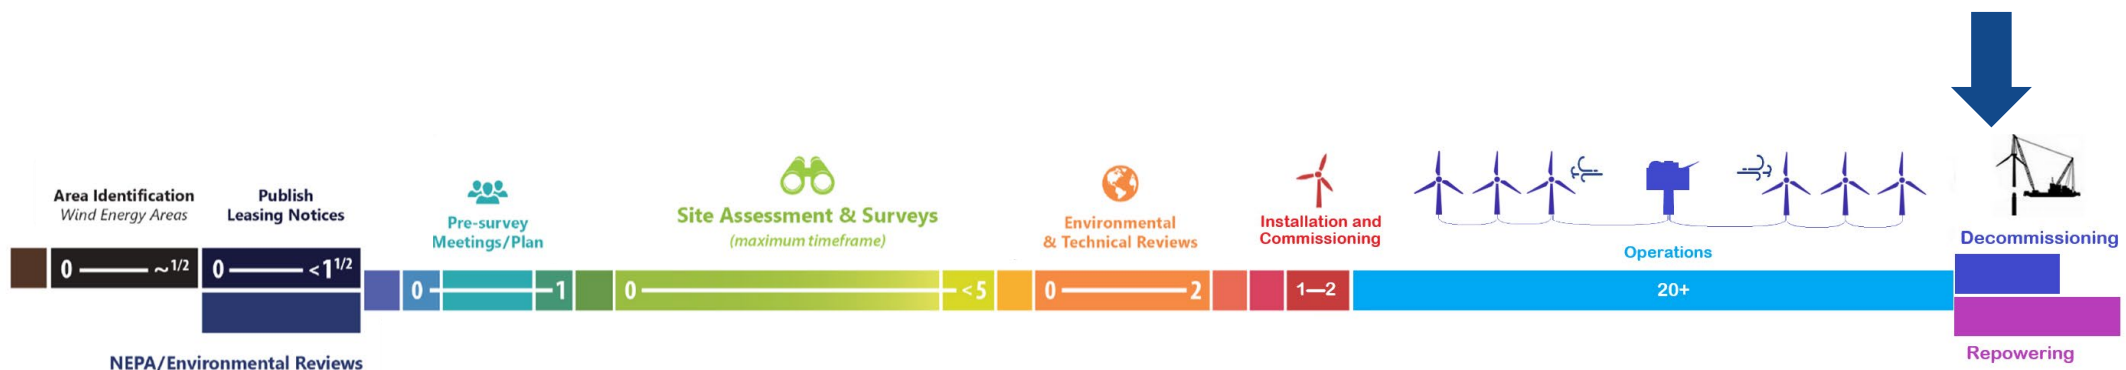 Area Identification
Wind Energy Areas
0 ~1/2
Publish
Leasing Notices
0 <1 1/2
NEPA/Environmental Reviews
Pre-survey
Meetings/Plan
0 1
Site Assessment & Surveys
(maximum timeframe)
0 <5
Environmental
& Technical Reviews
0 2
Installation and
Commissioning
1—2
Operations
20+
Decommissioning
Repowering